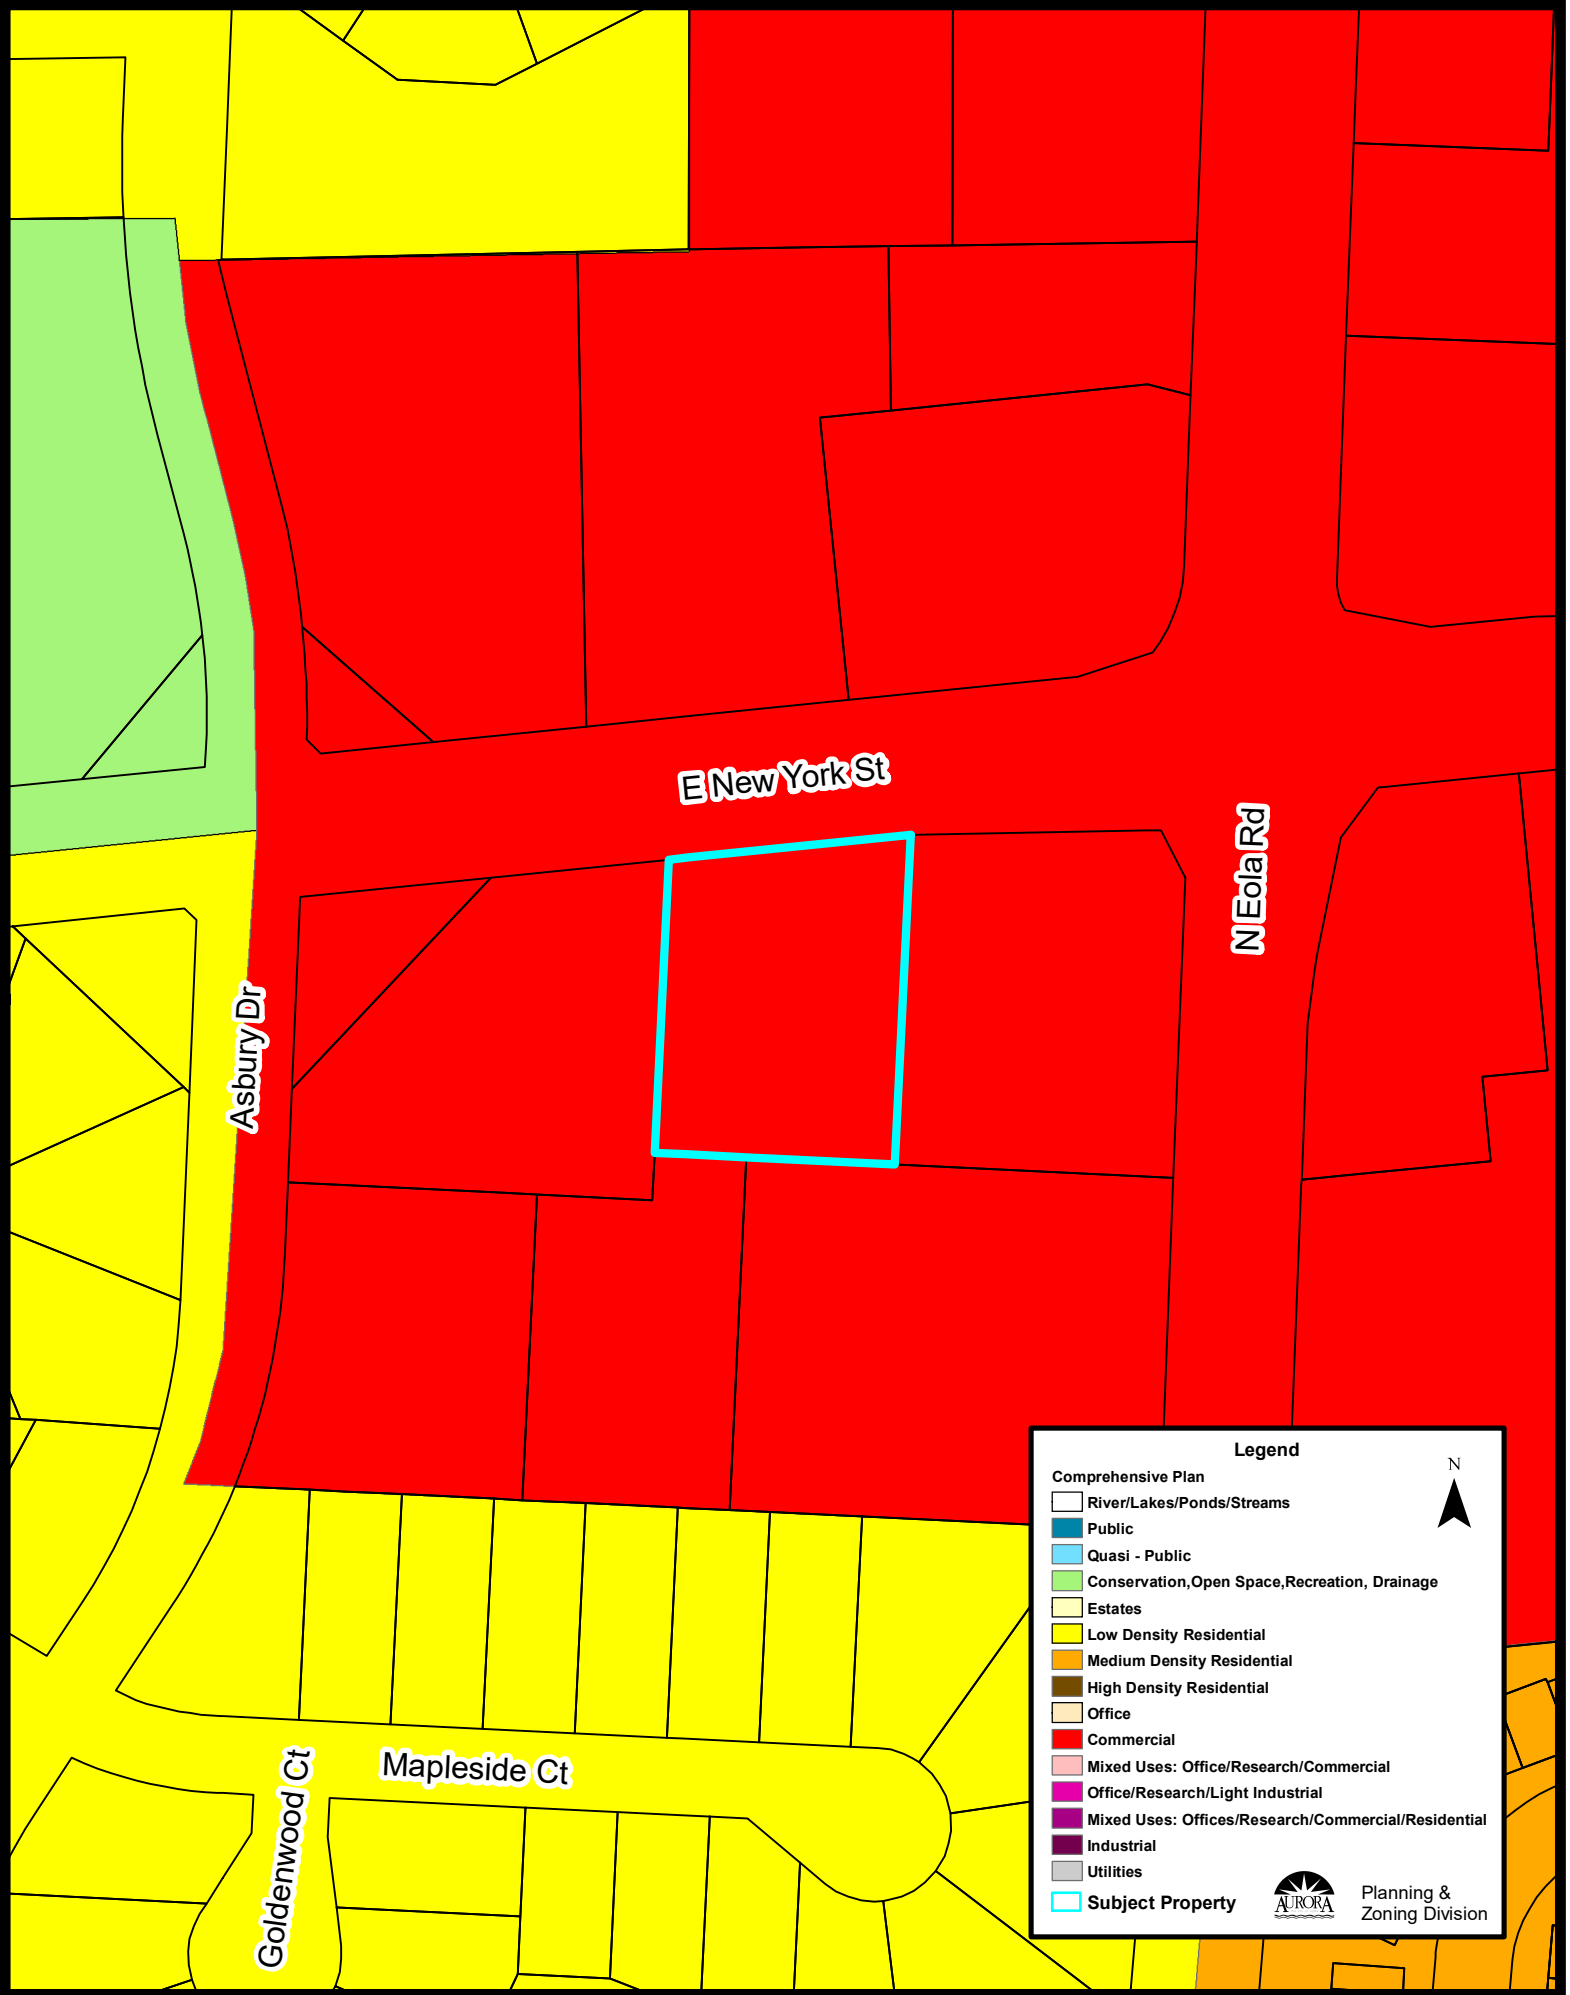 E New York St
N Eola Rd
Asbury Dr
Mapleside Ct
Goldenwood Ct
Legend
N
Comprehensive Plan
River/Lakes/Ponds/Streams
Public
Quasi - Public
Conservation,Open Space,Recreation, Drainage
Estates
Low Density Residential
Medium Density Residential
High Density Residential
Office
Commercial
Mixed Uses: Office/Research/Commercial
Office/Research/Light Industrial
Mixed Uses: Offices/Research/Commercial/Residential
Industrial
Utilities
Subject Property
AURORA
Planning &
Zoning Division